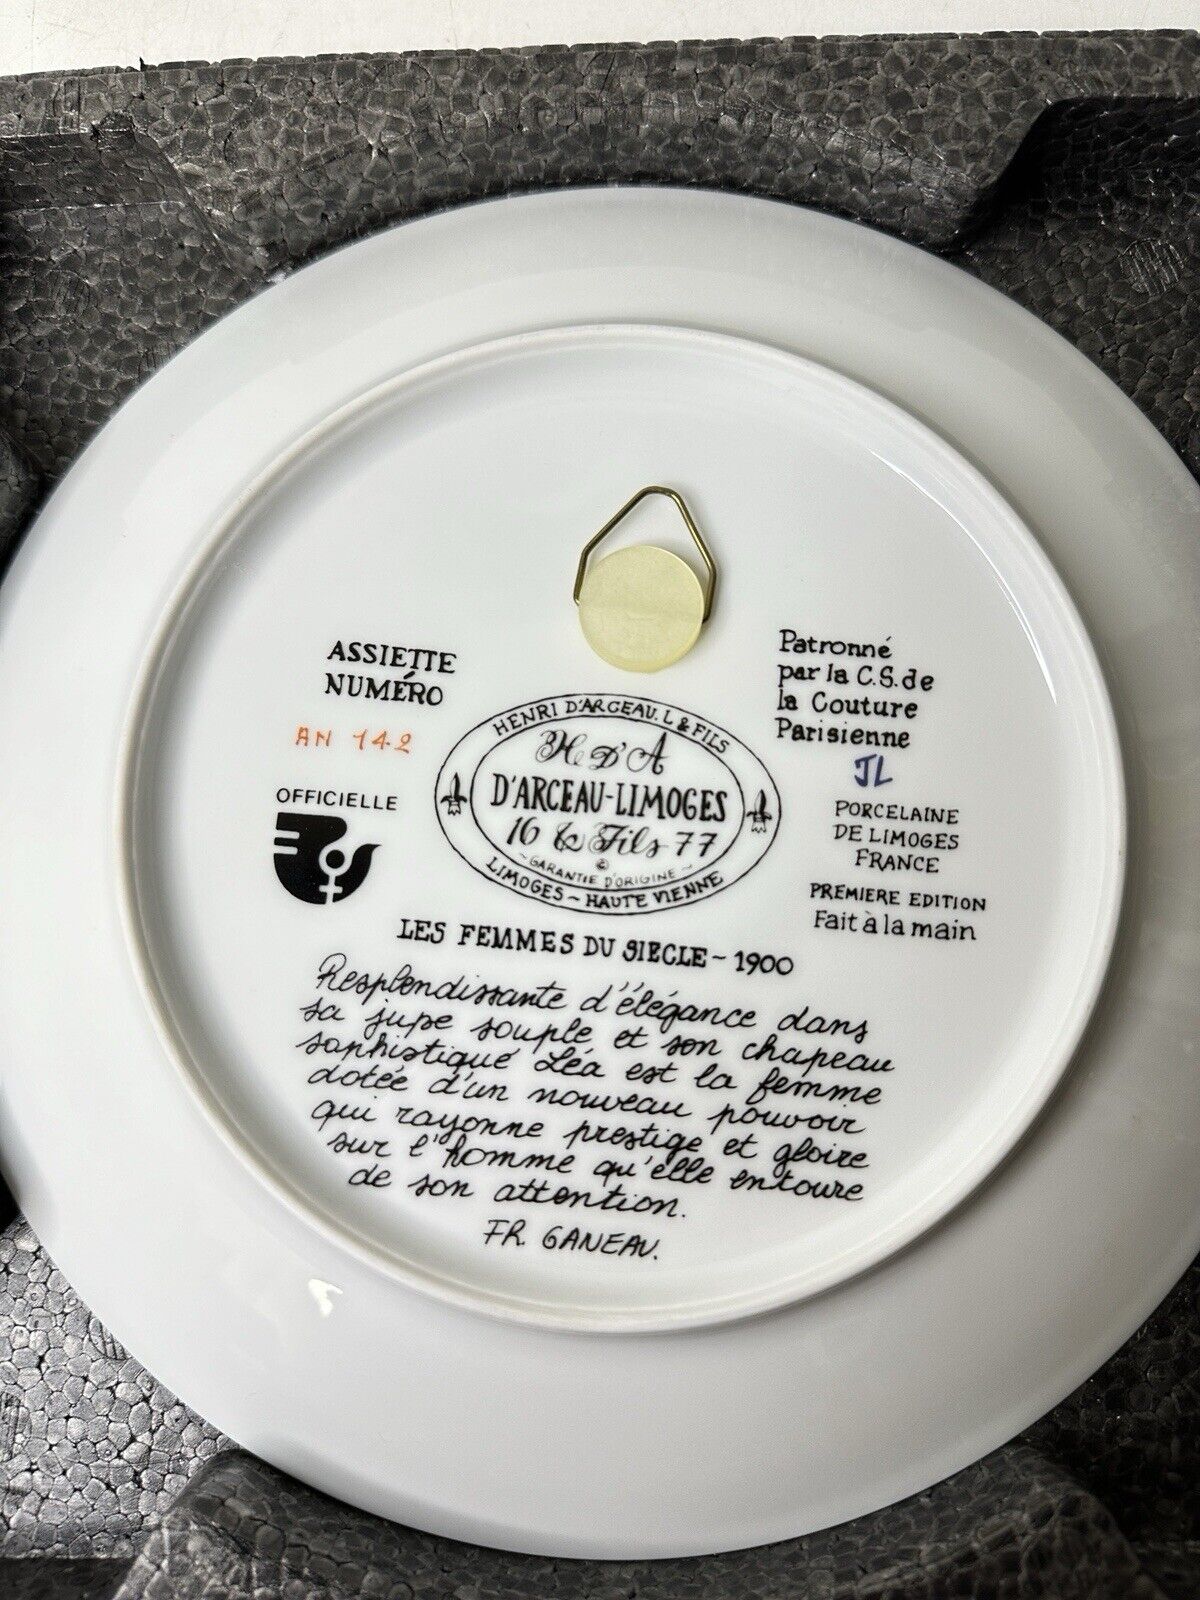 ASSIETTE
NUMÉRO
AN 142
OFFICIELLE
Patronné
par la C.S. de
la Couture
Parisienne
JL
PORCELAINE
DE LIMOGES
FRANCE
PREMIERE EDITION
Fait à la main
HENRI D'ARCEAU. L & FILS
H D'A
D'ARCEAU-LIMOGES
16 & Fils 77
©
~GARANTIE D'ORIGINE~
LIMOGES ~ HAUTE VIENNE
LES FEMMES DU SIECLE ~ 1900
Resplendissante d'élégance dans
sa jupe souple et son chapeau
sophistiqué Léa est la femme
dotée d'un nouveau pouvoir
qui rayonne prestige et gloire
sur l'homme qu'elle entoure
de son attention.
FR. GANEAU.